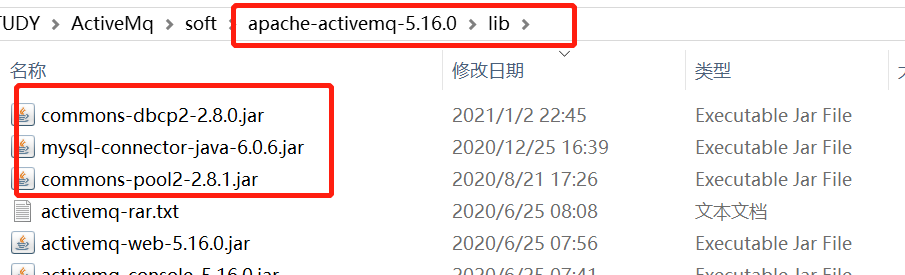 TUDY > ActiveMq > soft > apache-activemq-5.16.0 > lib >
名称 修改日期 类型
commons-dbcp2-2.8.0.jar 2021/1/2 22:45 Executable Jar File
mysql-connector-java-6.0.6.jar 2020/12/25 16:39 Executable Jar File
commons-pool2-2.8.1.jar 2020/8/21 17:26 Executable Jar File
activemq-rar.txt 2020/6/25 08:08 文本文档
activemq-web-5.16.0.jar 2020/6/25 07:56 Executable Jar File
activemq-console-5.16.0.jar 2020/6/25 07:41 Executable Jar File